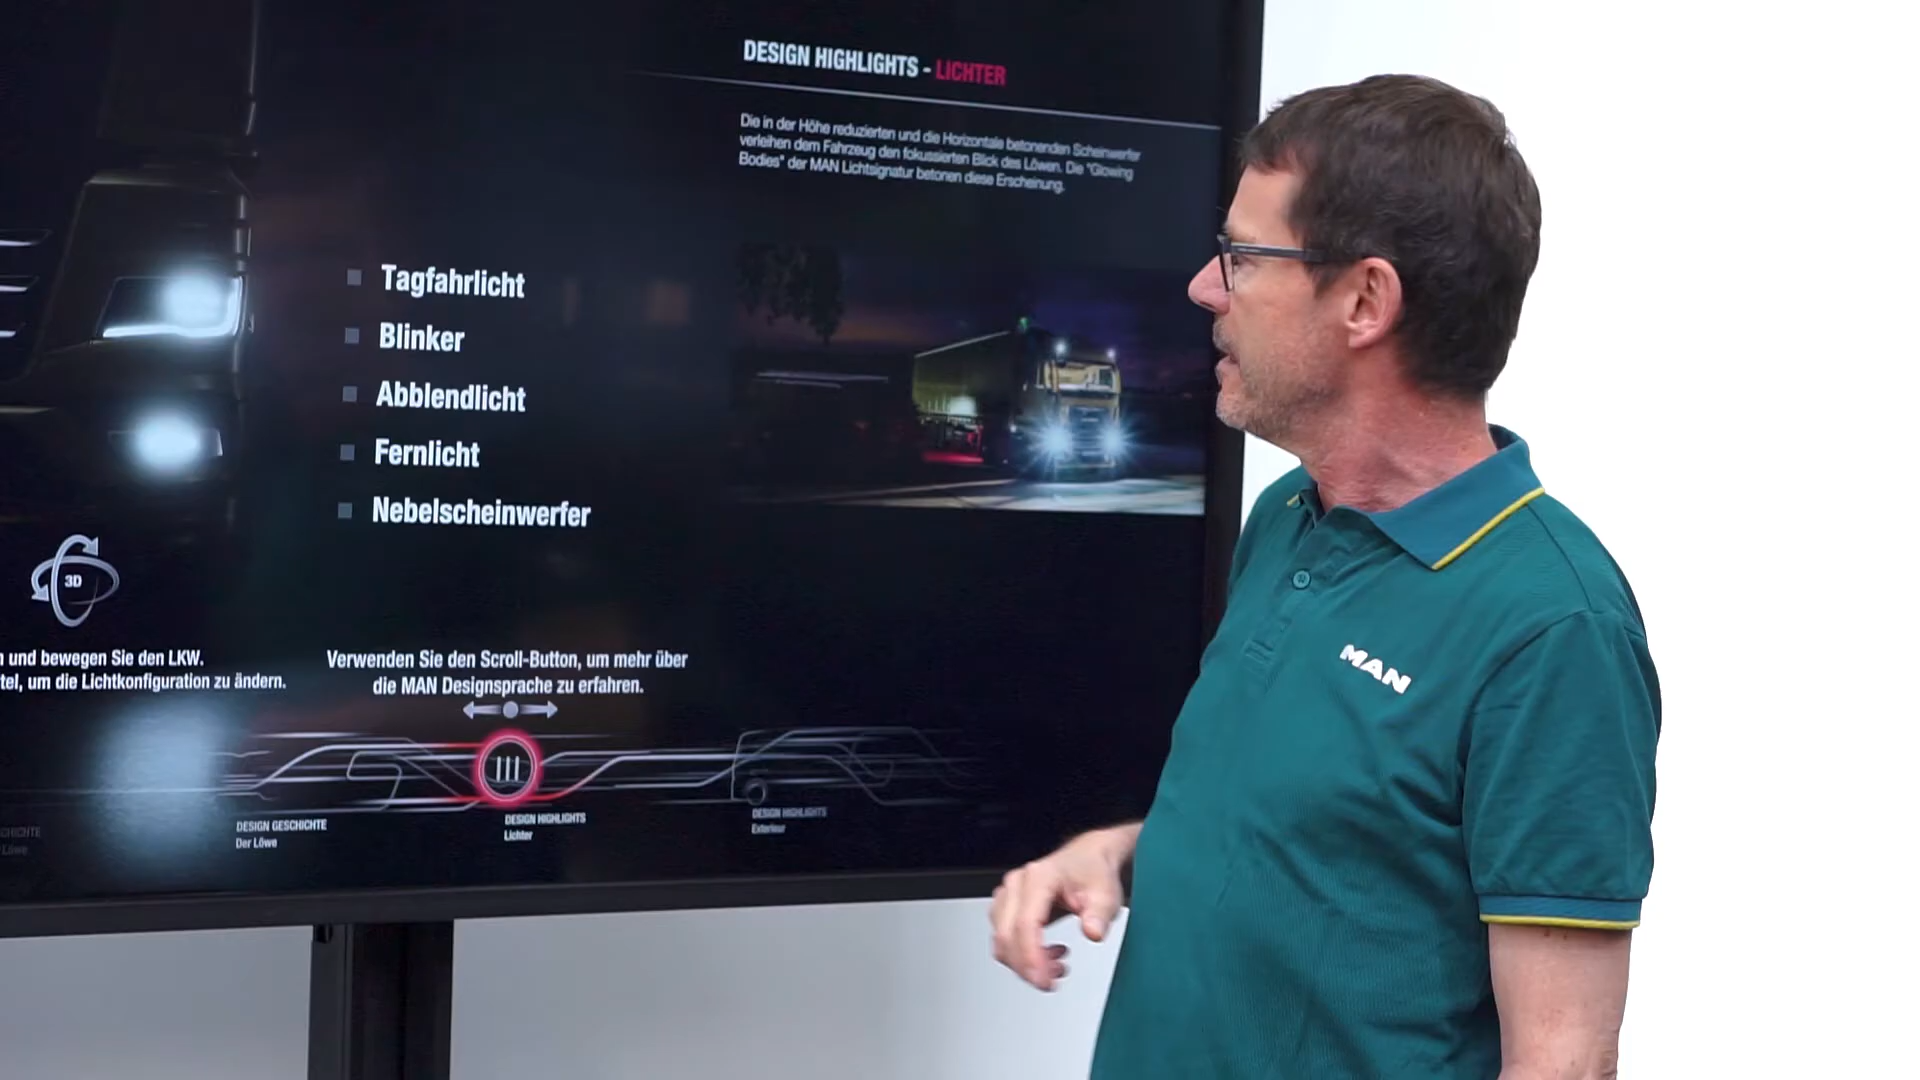 DESIGN HIGHLIGHTS - LICHTER
Die in der Höhe reduzierten und die Horizontale betonenden Scheinwerfer
verleihen dem Fahrzeug den fokussierten Blick des Löwen. Die "Glowing
Bodies" der MAN Lichtsignatur betonen diese Erscheinung.
Tagfahrlicht
Blinker
Abblendlicht
Fernlicht
Nebelscheinwerfer
3D
und bewegen Sie den LKW.
um die Lichtkonfiguration zu ändern.
Verwenden Sie den Scroll-Button, um mehr über
die MAN Designsprache zu erfahren.
DESIGN GESCHICHTE
Der Löwe
DESIGN HIGHLIGHTS
Lichter
DESIGN HIGHLIGHTS
Exterieur
MAN